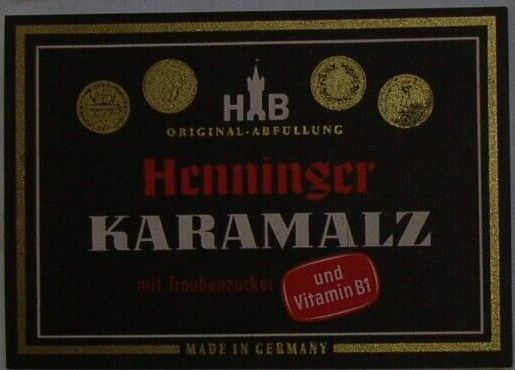 HB
ORIGINAL-ABFÜLLUNG
Henninger
KARAMALZ
mit Traubenzucker
und
Vitamin B1
MADE IN GERMANY